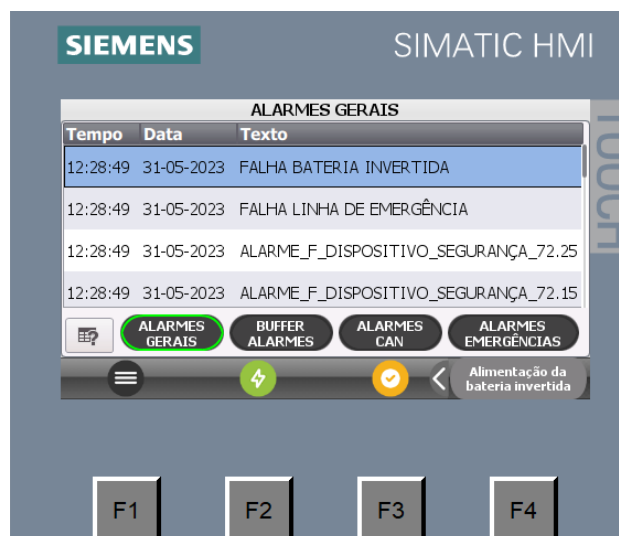 SIEMENS
SIMATIC HMI
TOUCH
ALARMES GERAIS
Tempo Data Texto
12:28:49 31-05-2023 FALHA BATERIA INVERTIDA
12:28:49 31-05-2023 FALHA LINHA DE EMERGÊNCIA
12:28:49 31-05-2023 ALARME_F_DISPOSITIVO_SEGURANÇA_72.25
12:28:49 31-05-2023 ALARME_F_DISPOSITIVO_SEGURANÇA_72.15
ALARMES
GERAIS
BUFFER
ALARMES
ALARMES
CAN
ALARMES
EMERGÊNCIAS
Alimentação da
bateria invertida
F1 F2 F3 F4